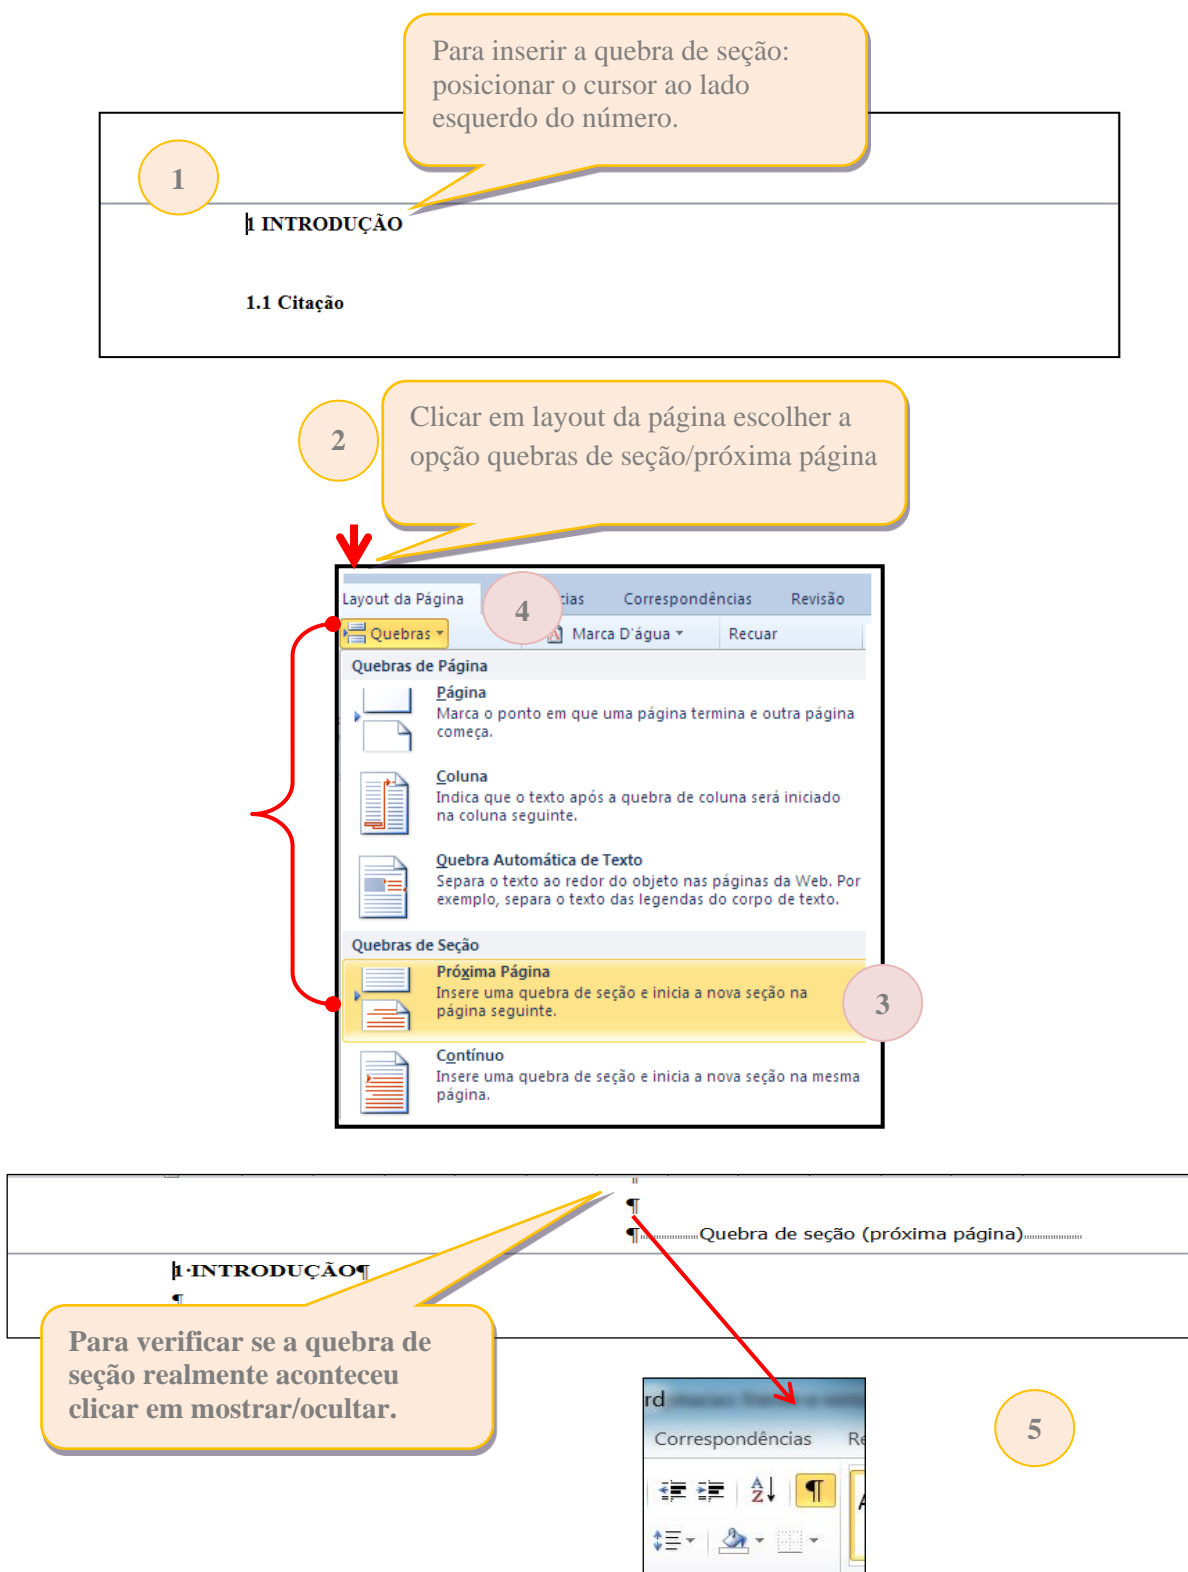 Para inserir a quebra de seção:
posicionar o cursor ao lado
esquerdo do número.
1
1 INTRODUÇÃO
1.1 Citação
2
Clicar em layout da página escolher a
opção quebras de seção/próxima página
Layout da Página
4
cias Correspondências Revisão
Quebras
Marca D'água Recuar
Quebras de Página
Página
Marca o ponto em que uma página termina e outra página
começa.
Coluna
Indica que o texto após a quebra de coluna será iniciado
na coluna seguinte.
Quebra Automática de Texto
Separa o texto ao redor do objeto nas páginas da Web. Por
exemplo, separa o texto das legendas do corpo de texto.
Quebras de Seção
Próxima Página
Insere uma quebra de seção e inicia a nova seção na
página seguinte.
3
Contínuo
Insere uma quebra de seção e inicia a nova seção na mesma
página.
¶
¶ Quebra de seção (próxima página)
1·INTRODUÇÃO¶
¶
Para verificar se a quebra de
seção realmente aconteceu
clicar em mostrar/ocultar.
rd
Correspondências Re
5
A
Z
¶
A